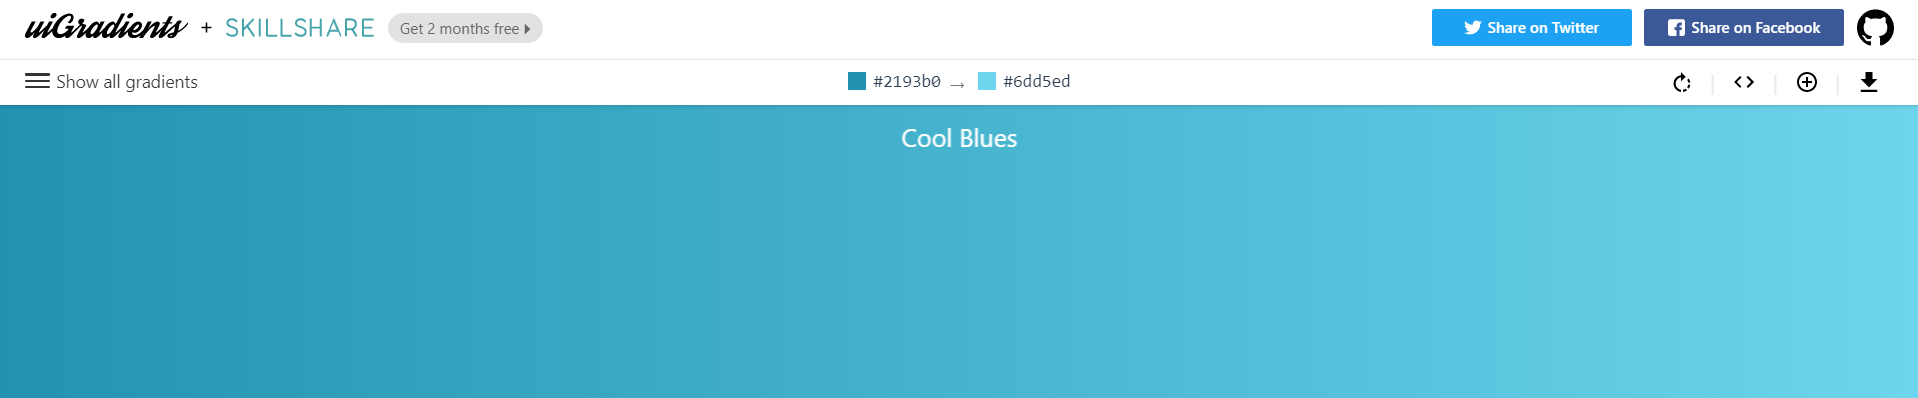 uiGradients + SKILLSHARE Get 2 months free
Share on Twitter Share on Facebook
Show all gradients #2193b0 → #6dd5ed
Cool Blues